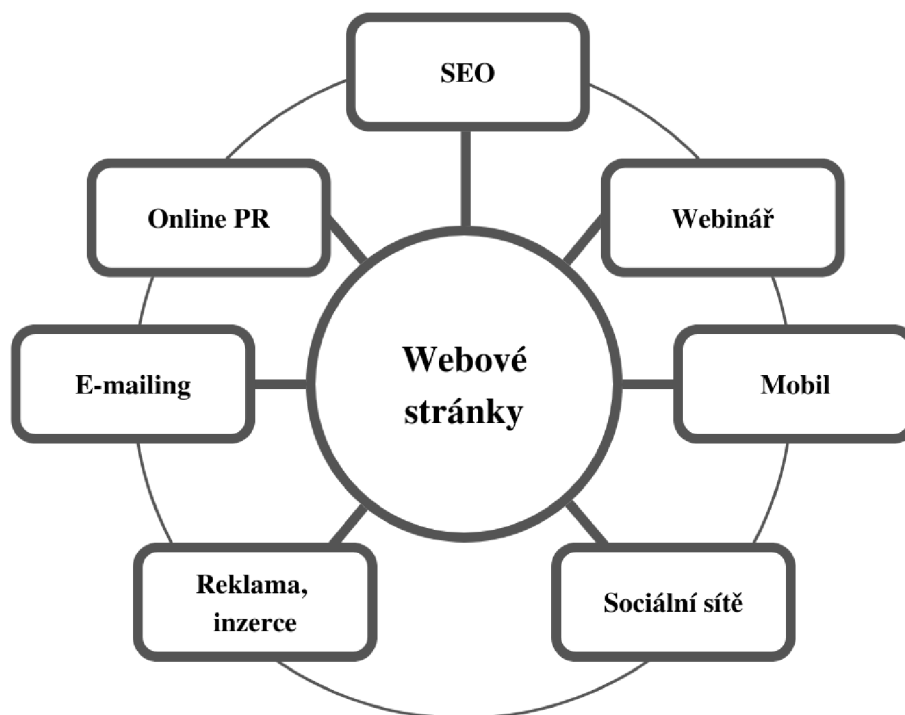 SEO
Online PR
Webinář
Webové
stránky
E-mailing
Mobil
Reklama,
inzerce
Sociální sítě